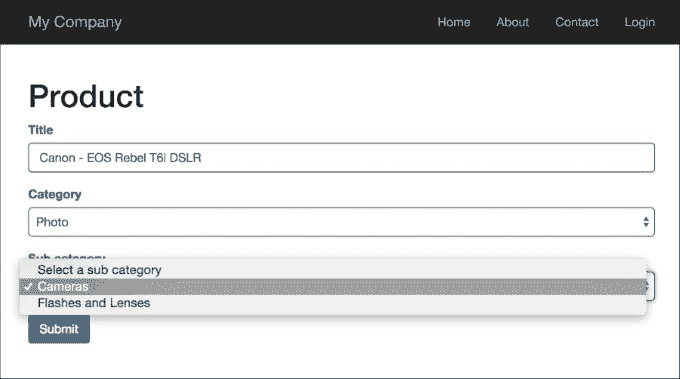 My Company Home About Contact Login
Product
Title
Canon - EOS Rebel T6i DSLR
Category
Photo
Sub category
Select a sub category
✓ Cameras
Flashes and Lenses
Submit